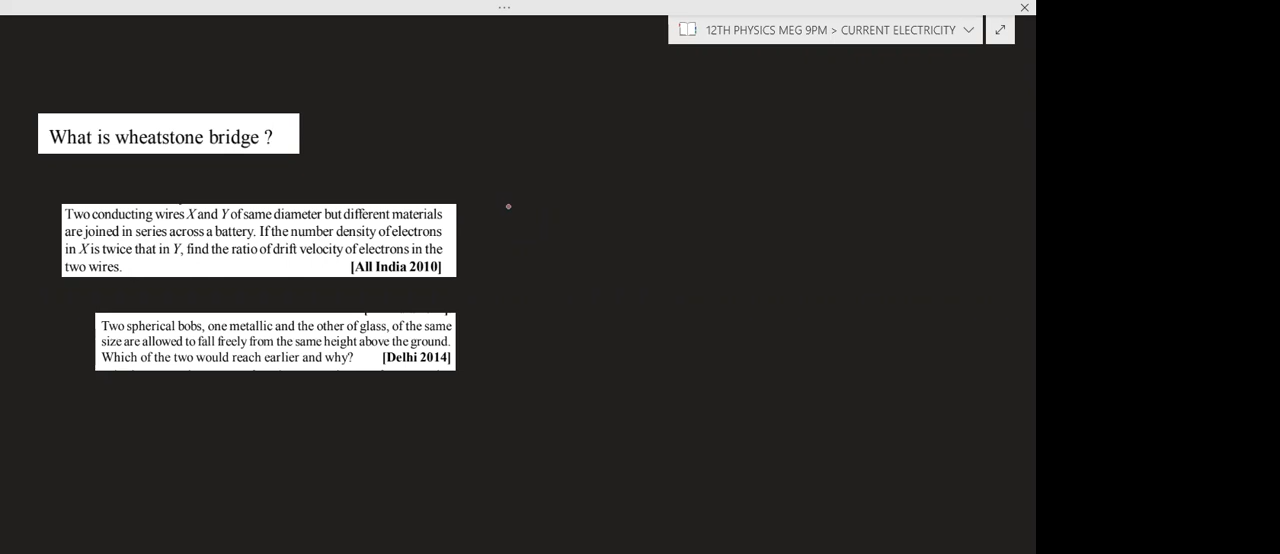 12TH PHYSICS MEG 9PM > CURRENT ELECTRICITY
What is wheatstone bridge ?
Two conducting wires X and Y of same diameter but different materials
are joined in series across a battery. If the number density of electrons
in X is twice that in Y, find the ratio of drift velocity of electrons in the
two wires. [All India 2010]
Two spherical bobs, one metallic and the other of glass, of the same
size are allowed to fall freely from the same height above the ground.
Which of the two would reach earlier and why? [Delhi 2014]